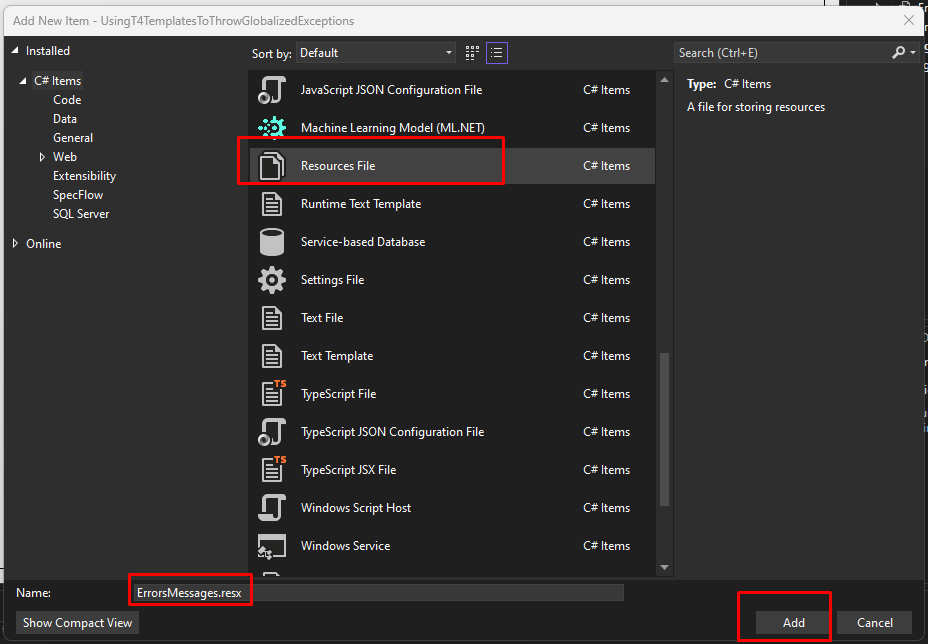 Add New Item - UsingT4TemplatesToThrowGlobalizedExceptions
Installed
C# Items
Code
Data
General
Web
Extensibility
SpecFlow
SQL Server
Online
Sort by: Default
JavaScript JSON Configuration File C# Items
Machine Learning Model (ML.NET) C# Items
Resources File C# Items
Runtime Text Template C# Items
Service-based Database C# Items
Settings File C# Items
Text File C# Items
Text Template C# Items
TypeScript File C# Items
TypeScript JSON Configuration File C# Items
TypeScript JSX File C# Items
Windows Script Host C# Items
Windows Service C# Items
Search (Ctrl+E)
Type: C# Items
A file for storing resources
Name: ErrorsMessages.resx
Show Compact View
Add
Cancel